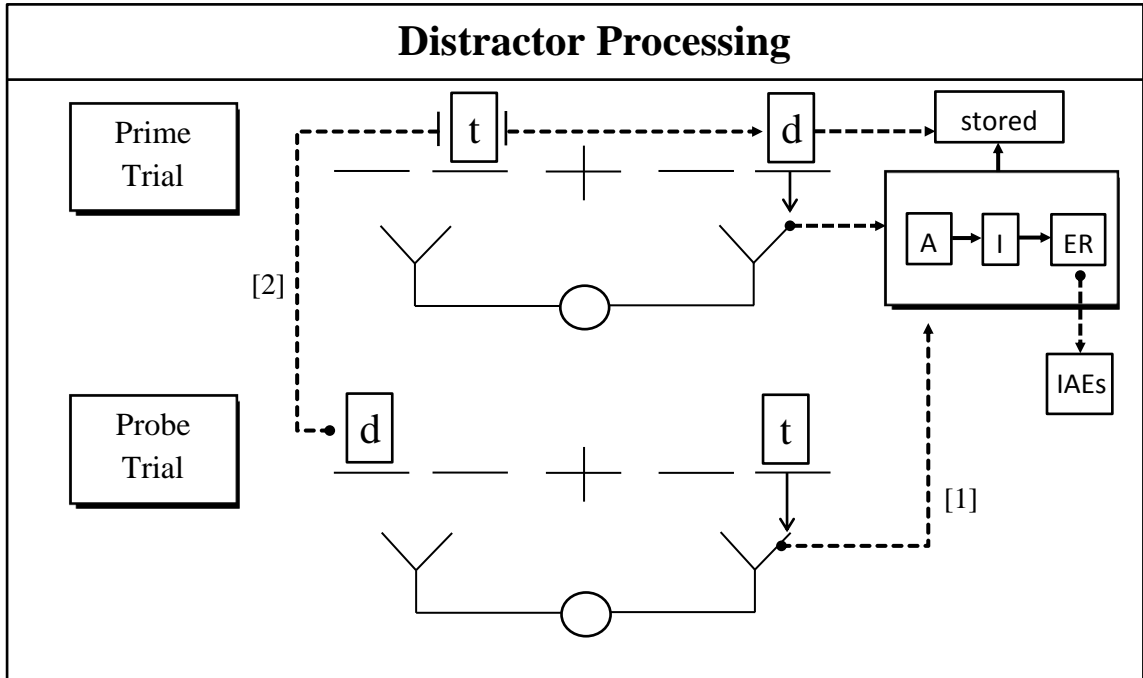 Distractor Processing
Prime
Trial
t
d
stored
A
I
ER
[2]
IAEs
Probe
Trial
d
t
[1]